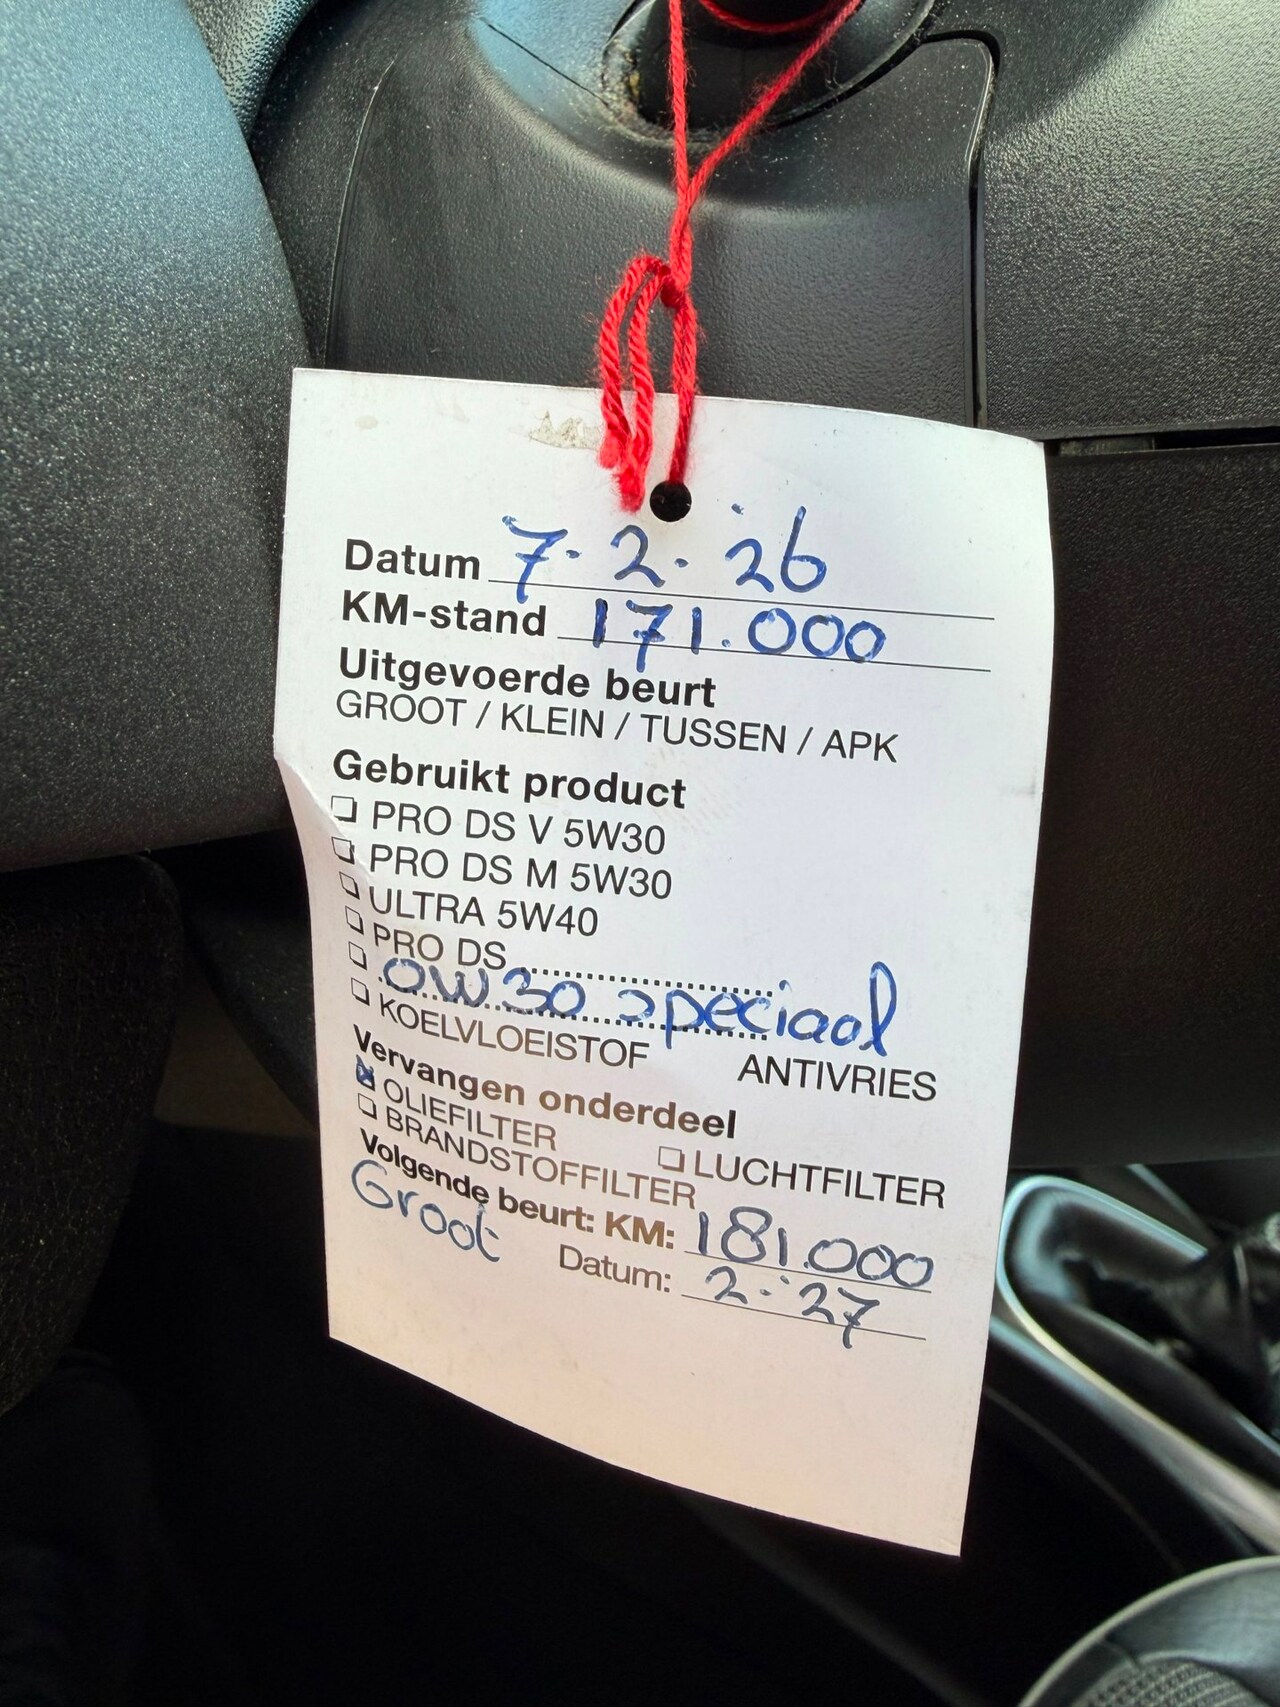 Datum 7-2-'26
KM-stand 171.000
Uitgevoerde beurt
GROOT / KLEIN / TUSSEN / APK
Gebruikt product
☐ PRO DS V 5W30
☐ PRO DS M 5W30
☐ ULTRA 5W40
☐ PRO DS
☐ 0W30 speciaal
☐ KOELVLOEISTOF ANTIVRIES
Vervangen onderdeel
☒ OLIEFILTER ☐ LUCHTFILTER
☐ BRANDSTOFFILTER
Volgende beurt: KM: 181.000
Groot Datum: 2-'27